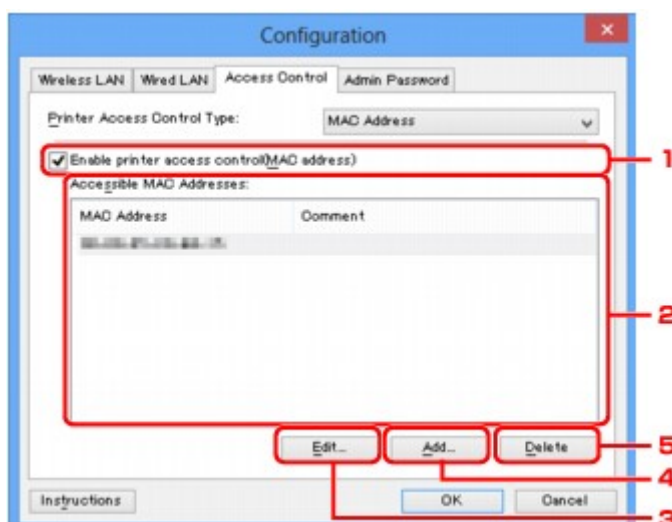 Configuration
Wireless LAN Wired LAN Access Control Admin Password
Printer Access Control Type: MAC Address
Enable printer access control(MAC address) 1
Accessible MAC Addresses:
MAC Address Comment
2
Edit... Add... Delete 5
4
Instructions OK Cancel
3